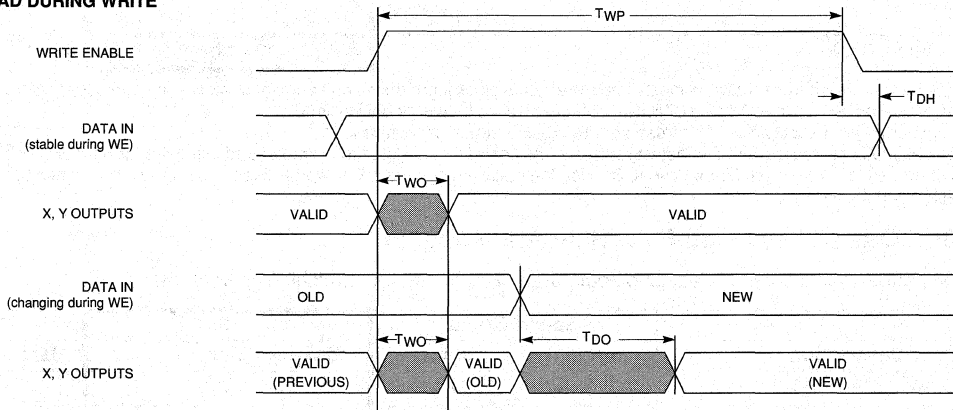 AD DURING WRITE
TWP
WRITE ENABLE
TDH
DATA IN
(stable during WE)
TWO
X, Y OUTPUTS
VALID
VALID
DATA IN
(changing during WE)
OLD
NEW
TWO
TDO
X, Y OUTPUTS
VALID
(PREVIOUS)
VALID
(OLD)
VALID
(NEW)